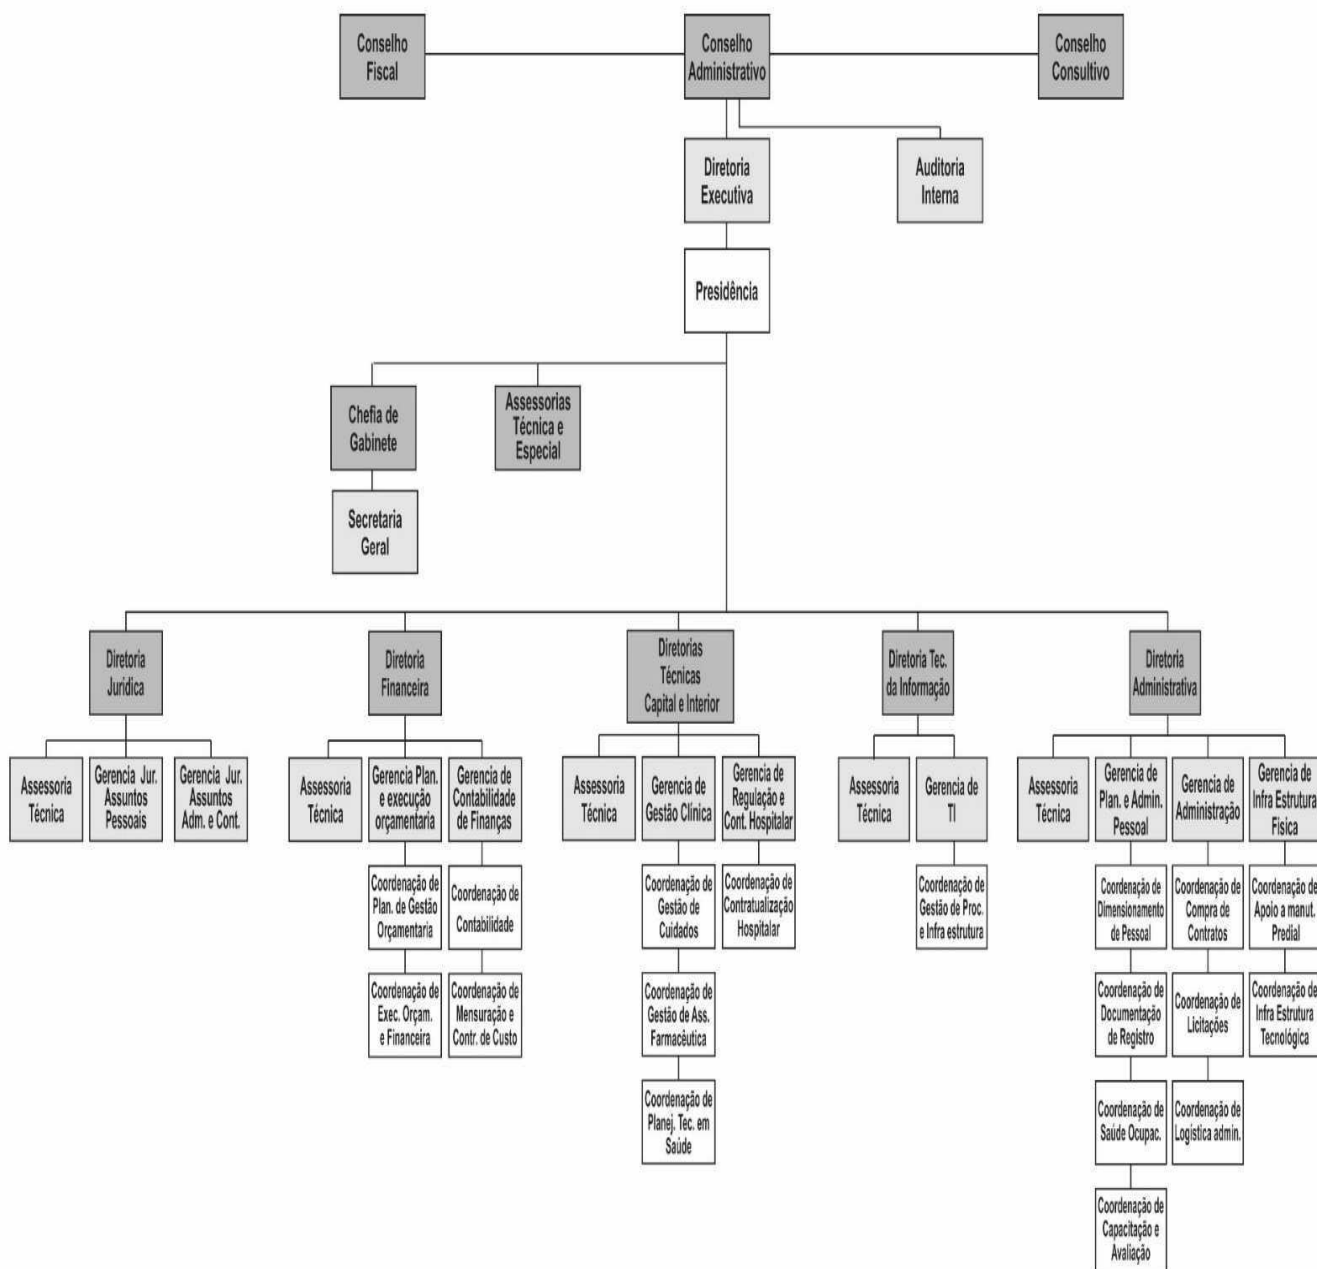 Conselho
Fiscal
Conselho
Administrativo
Conselho
Consultivo
Diretoria
Executiva
Auditoria
Interna
Presidência
Chefia de
Gabinete
Assessorias
Técnica e
Especial
Secretaria
Geral
Diretoria
Jurídica
Diretoria
Financeira
Diretorias
Técnicas
Capital e Interior
Diretoria Tec.
da Informação
Diretoria
Administrativa
Assessoria
Técnica
Gerencia Jur.
Assuntos
Pessoais
Gerencia Jur.
Assuntos
Adm. e Cont.
Assessoria
Técnica
Gerencia Plan.
e execução
orçamentaria
Gerencia de
Contabilidade
de Finanças
Assessoria
Técnica
Gerencia de
Gestão Clínica
Gerencia de
Regulação e
Cont. Hospitalar
Assessoria
Técnica
Gerencia de
TI
Assessoria
Técnica
Gerencia de
Plan. e Admin.
Pessoal
Gerencia de
Administração
Gerencia de
Infra Estrutura
Fisica
Coordenação de
Plan. de Gestão
Orçamentaria
Coordenação de
Contabilidade
Coordenação de
Gestão de
Cuidados
Coordenação de
Contratualização
Hospitalar
Coordenação de
Gestão de Proc.
e Infra estrutura
Coordenação de
Dimensionamento
de Pessoal
Coordenação de
Compra de
Contratos
Coordenação de
Apoio a manut.
Predial
Coordenação de
Exec. Orçam.
e Financeira
Coordenação de
Mensuração e
Contr. de Custo
Coordenação de
Gestão de Ass.
Farmacêutica
Coordenação de
Documentação
de Registro
Coordenação de
Licitações
Coordenação de
Infra Estrutura
Tecnológica
Coordenação de
Planej. Tec. em
Saúde
Coordenação de
Saúde Ocupac.
Coordenação de
Logistica admin.
Coordenação de
Capacitação e
Avaliação